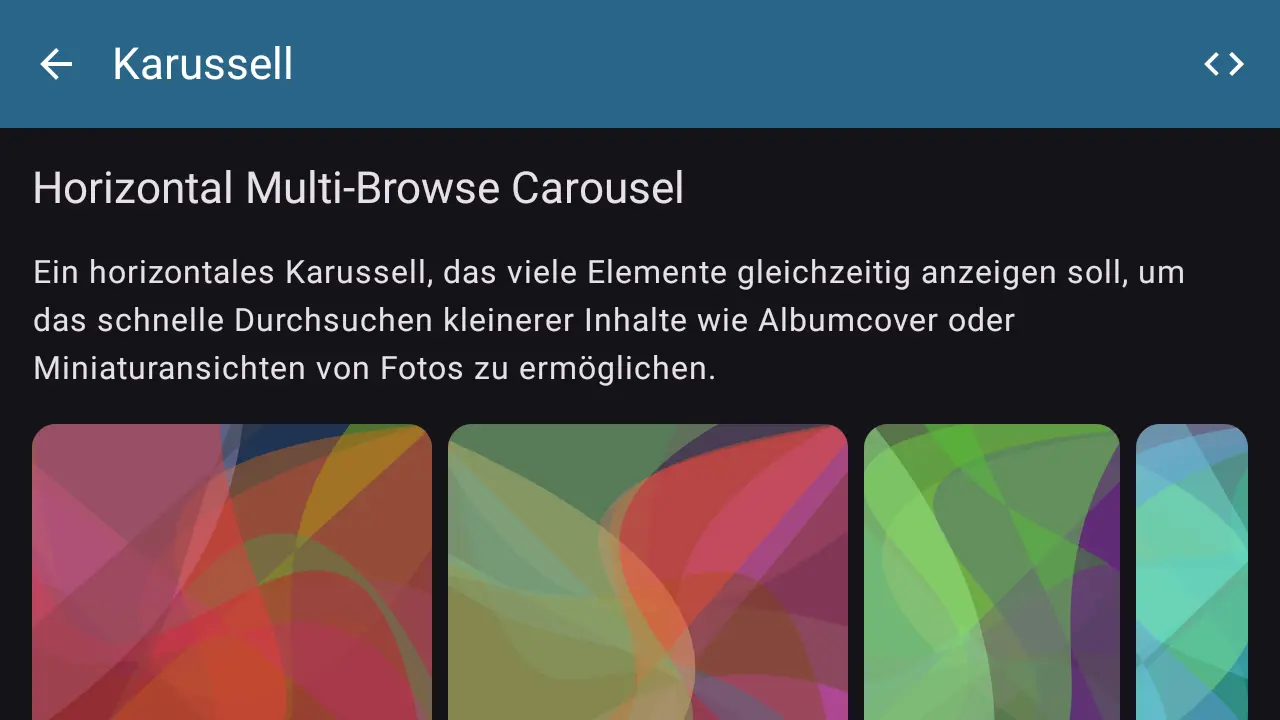 Karussell
Horizontal Multi-Browse Carousel
Ein horizontales Karussell, das viele Elemente gleichzeitig anzeigen soll, um
das schnelle Durchsuchen kleinerer Inhalte wie Albumcover oder
Miniaturansichten von Fotos zu ermöglichen.